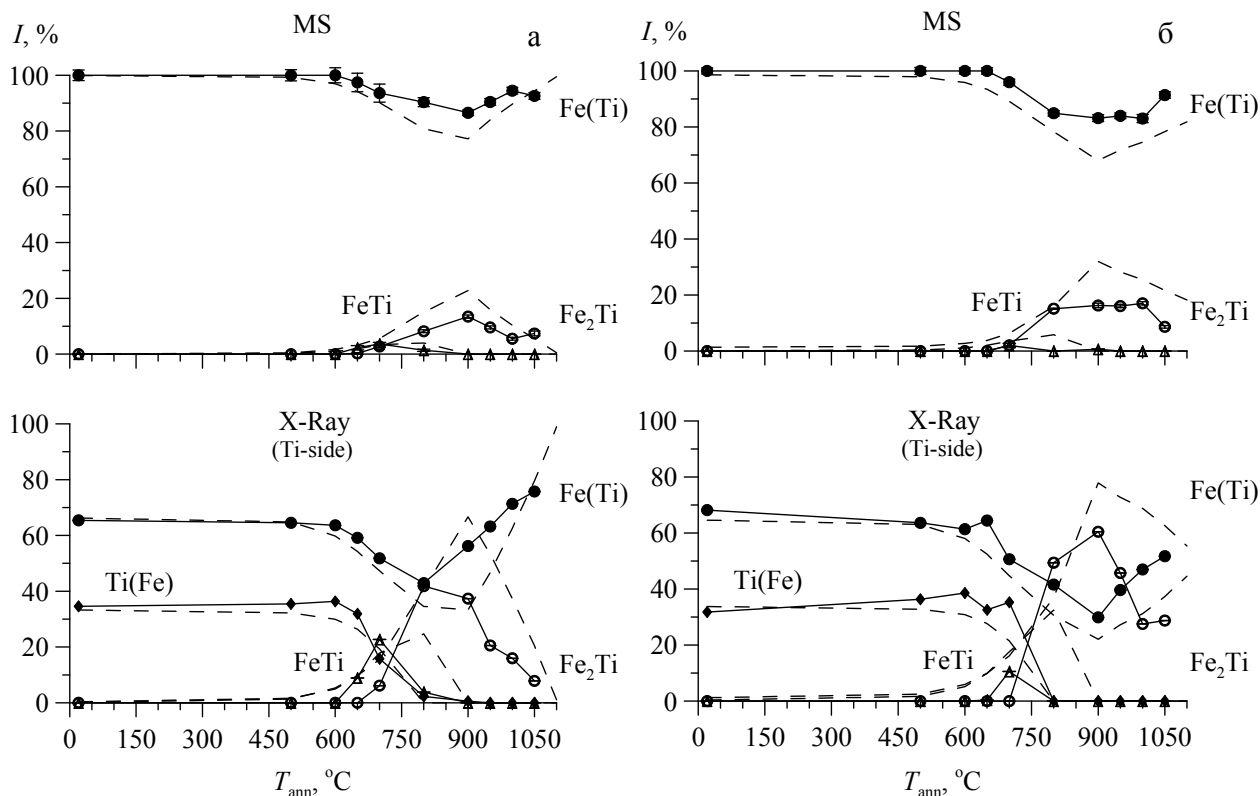 MS
а
I, %
100
80
60
40
20
0
Fe(Ti)
FeTi
Fe₂Ti
X-Ray
(Ti-side)
100
80
60
40
20
0
Fe(Ti)
Ti(Fe)
FeTi
Fe₂Ti
0 150 300 450 600 750 900 1050
Tann, °C
MS
б
I, %
100
80
60
40
20
0
Fe(Ti)
FeTi
Fe₂Ti
X-Ray
(Ti-side)
100
80
60
40
20
0
Fe(Ti)
Ti(Fe)
FeTi
Fe₂Ti
0 150 300 450 600 750 900 1050
Tann, °C